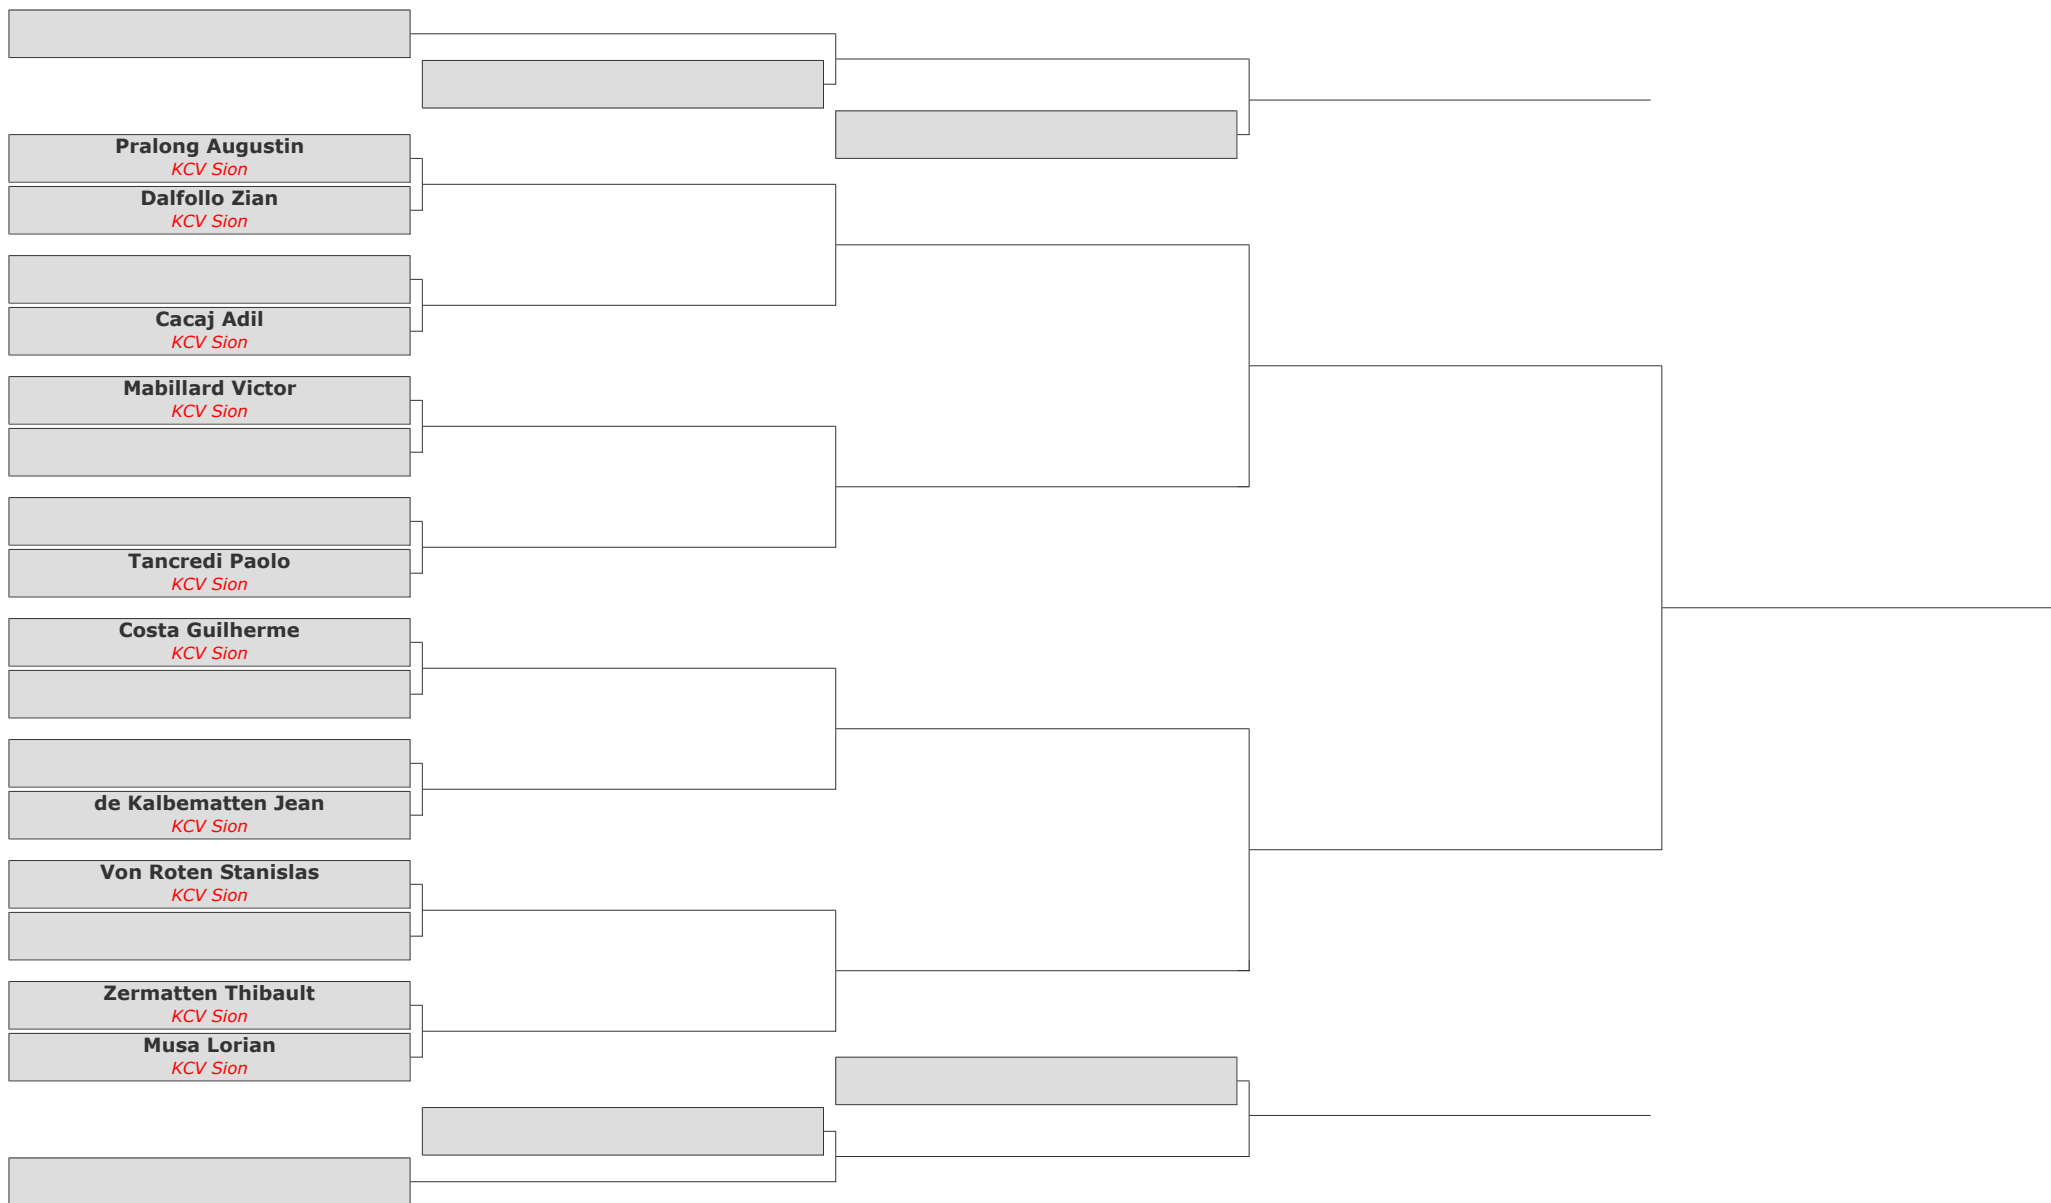 Pralong Augustin
KCV Sion
Dalfollo Zian
KCV Sion
Cacaj Adil
KCV Sion
Mabillard Victor
KCV Sion
Tancredi Paolo
KCV Sion
Costa Guilherme
KCV Sion
de Kalbematten Jean
KCV Sion
Von Roten Stanislas
KCV Sion
Zermatten Thibault
KCV Sion
Musa Lorian
KCV Sion